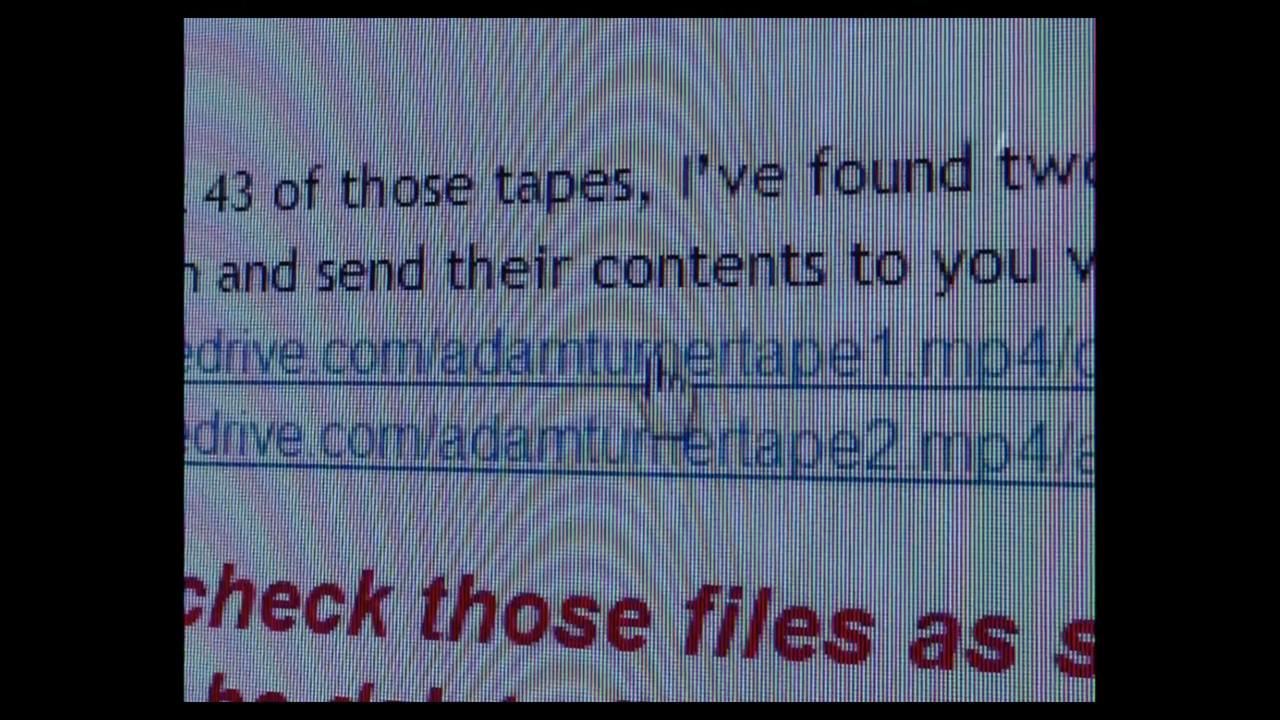 43 of those tapes, I've found two
and send their contents to you
edrive.com/adamturnertape1.mp4/
edrive.com/adamturnertape2.mp4/
check those files as s